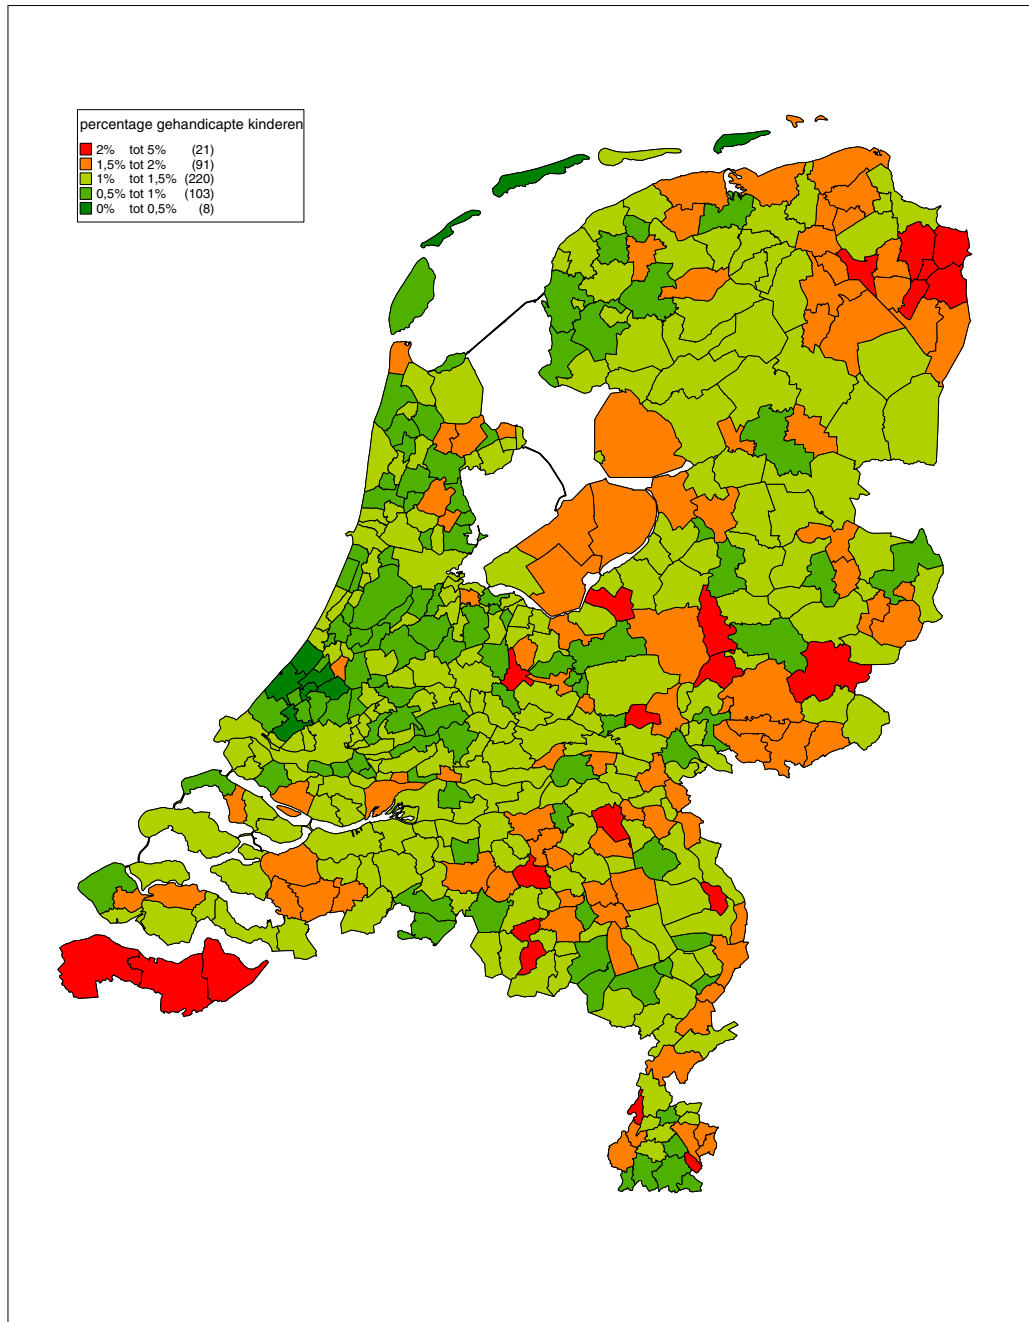 percentage gehandicapte kinderen
2% tot 5% (21)
1,5% tot 2% (91)
1% tot 1,5% (220)
0,5% tot 1% (103)
0% tot 0,5% (8)